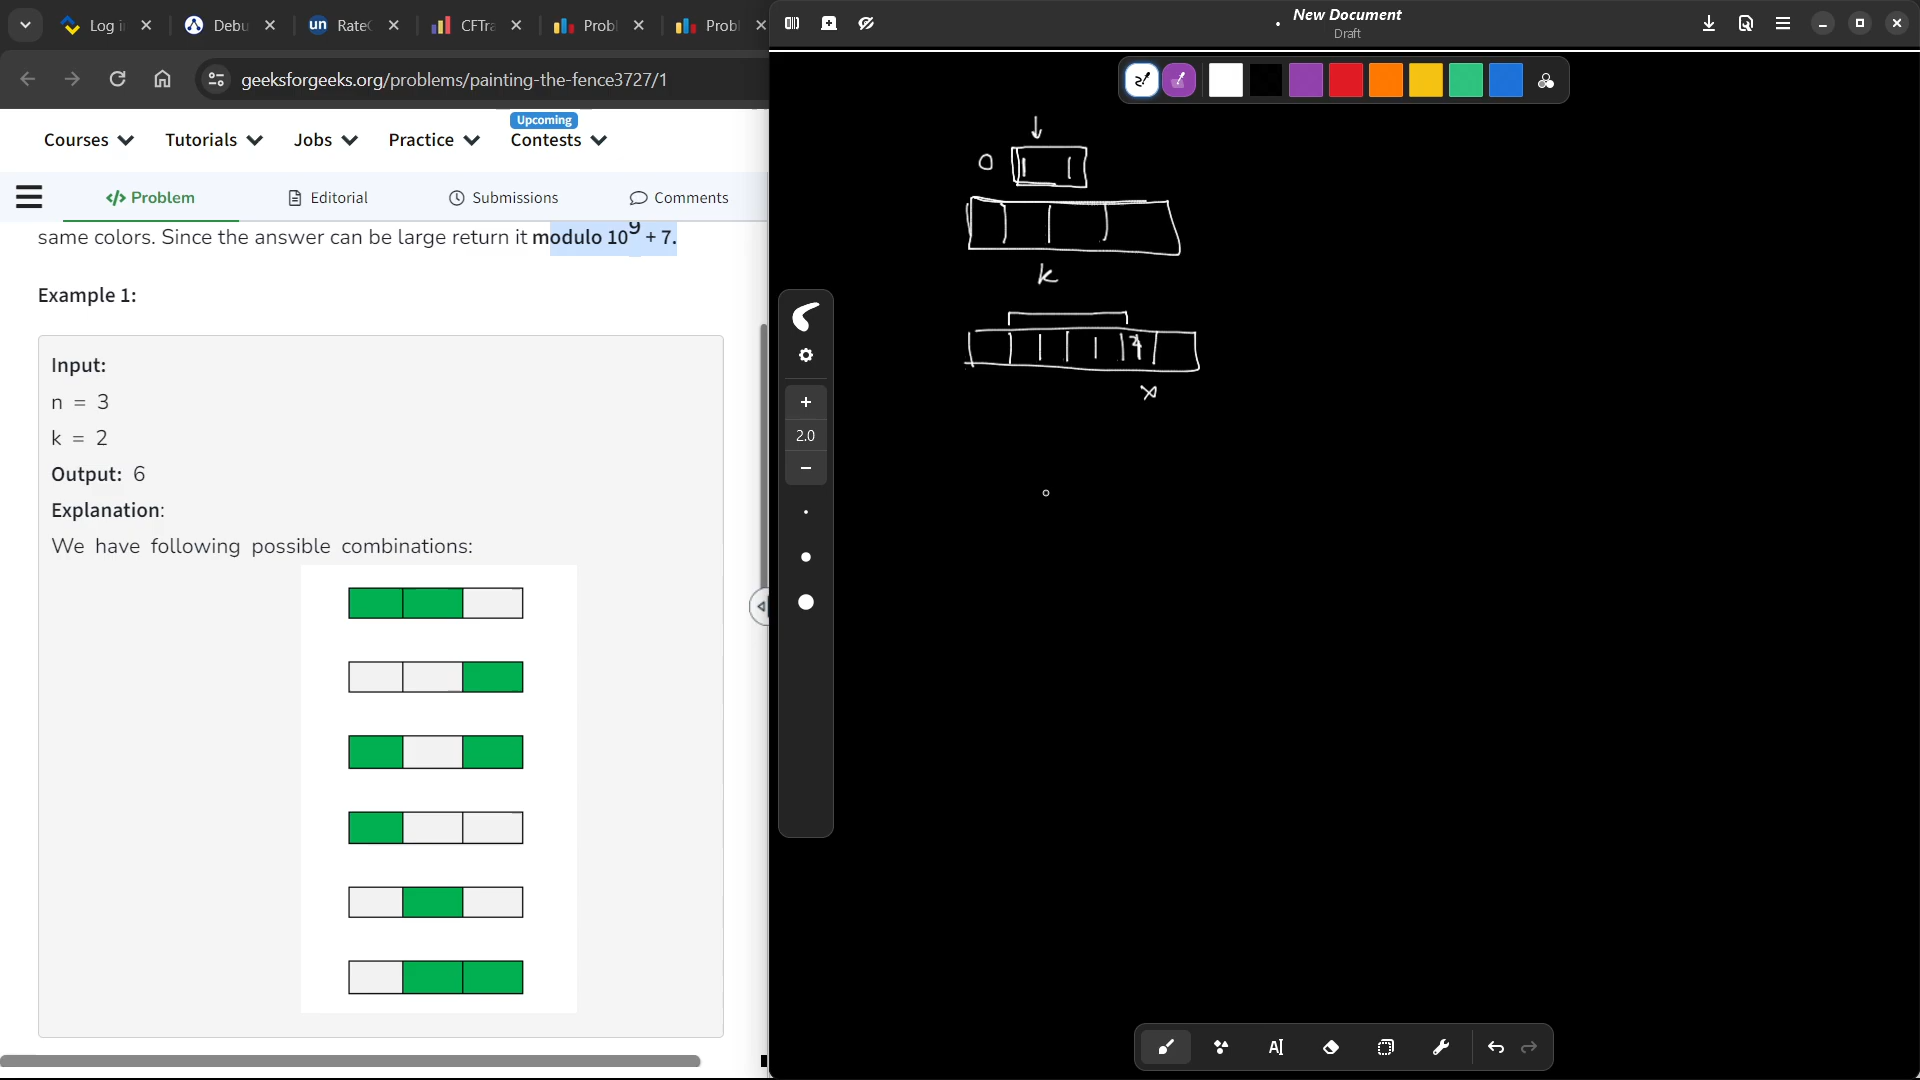 Log i
Debu
un
Rate
CFTra
Probl
Probl
geeksforgeeks.org/problems/painting-the-fence3727/1
Upcoming
Courses
Tutorials
Jobs
Practice
Contests
</> Problem
Editorial
Submissions
Comments
same colors. Since the answer can be large return it modulo 10^9 + 7.
Example 1:
Input:
n = 3
k = 2
Output: 6
Explanation:
We have following possible combinations:
New Document
Draft
+
2.0
−
0
k
x
AI